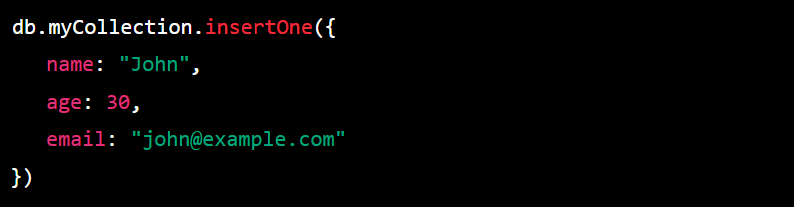 db.myCollection.insertOne({
   name: "John",
   age: 30,
   email: "john@example.com"
})